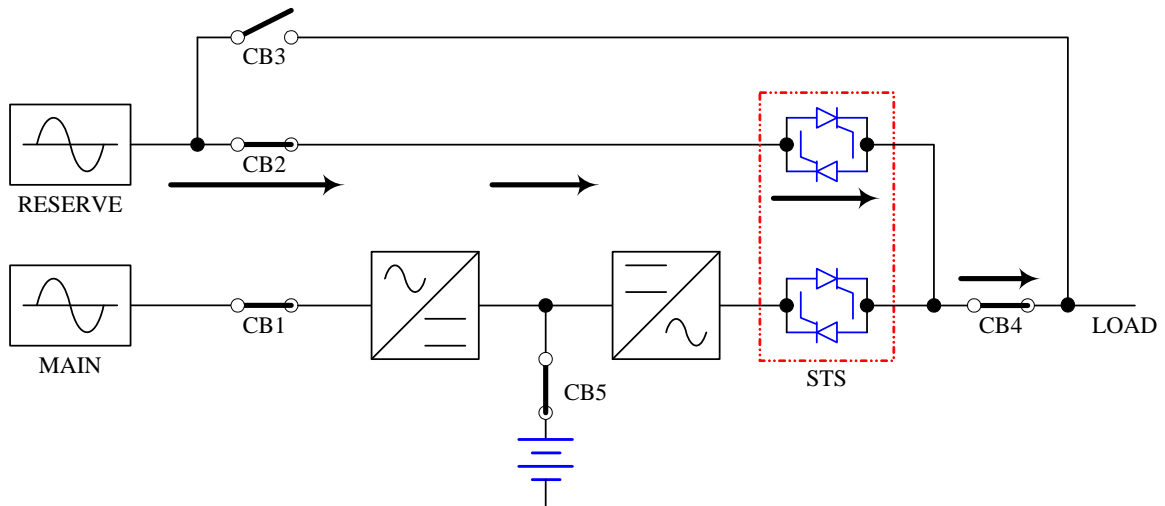 CB3
CB2
RESERVE
CB1
MAIN
CB5
STS
CB4
LOAD